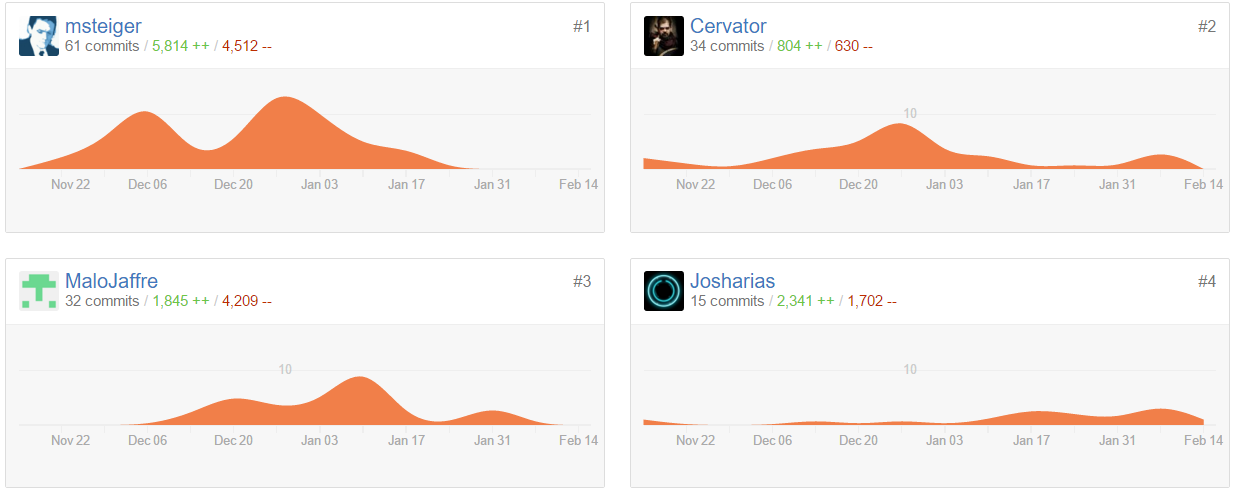 msteiger
#1
61 commits / 5,814 ++ / 4,512 --
Nov 22 Dec 06 Dec 20 Jan 03 Jan 17 Jan 31 Feb 14
Cervator
#2
34 commits / 804 ++ / 630 --
10
Nov 22 Dec 06 Dec 20 Jan 03 Jan 17 Jan 31 Feb 14
MaloJaffre
#3
32 commits / 1,845 ++ / 4,209 --
10
Nov 22 Dec 06 Dec 20 Jan 03 Jan 17 Jan 31 Feb 14
Josharias
#4
15 commits / 2,341 ++ / 1,702 --
10
Nov 22 Dec 06 Dec 20 Jan 03 Jan 17 Jan 31 Feb 14